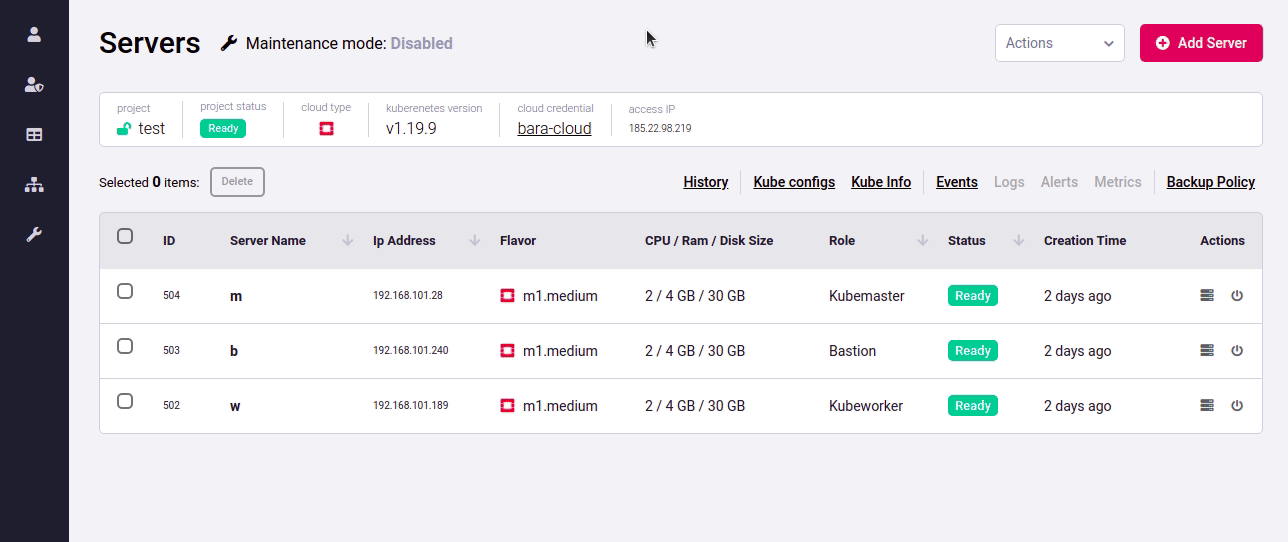 Servers Maintenance mode: Disabled Actions Add Server
project project status cloud type kuberenetes version cloud credential access IP
test Ready v1.19.9 bara-cloud 185.22.98.219
Selected 0 items: Delete History Kube configs Kube Info Events Logs Alerts Metrics Backup Policy
ID Server Name Ip Address Flavor CPU / Ram / Disk Size Role Status Creation Time Actions
504 m 192.168.101.28 m1.medium 2 / 4 GB / 30 GB Kubemaster Ready 2 days ago
503 b 192.168.101.240 m1.medium 2 / 4 GB / 30 GB Bastion Ready 2 days ago
502 w 192.168.101.189 m1.medium 2 / 4 GB / 30 GB Kubeworker Ready 2 days ago